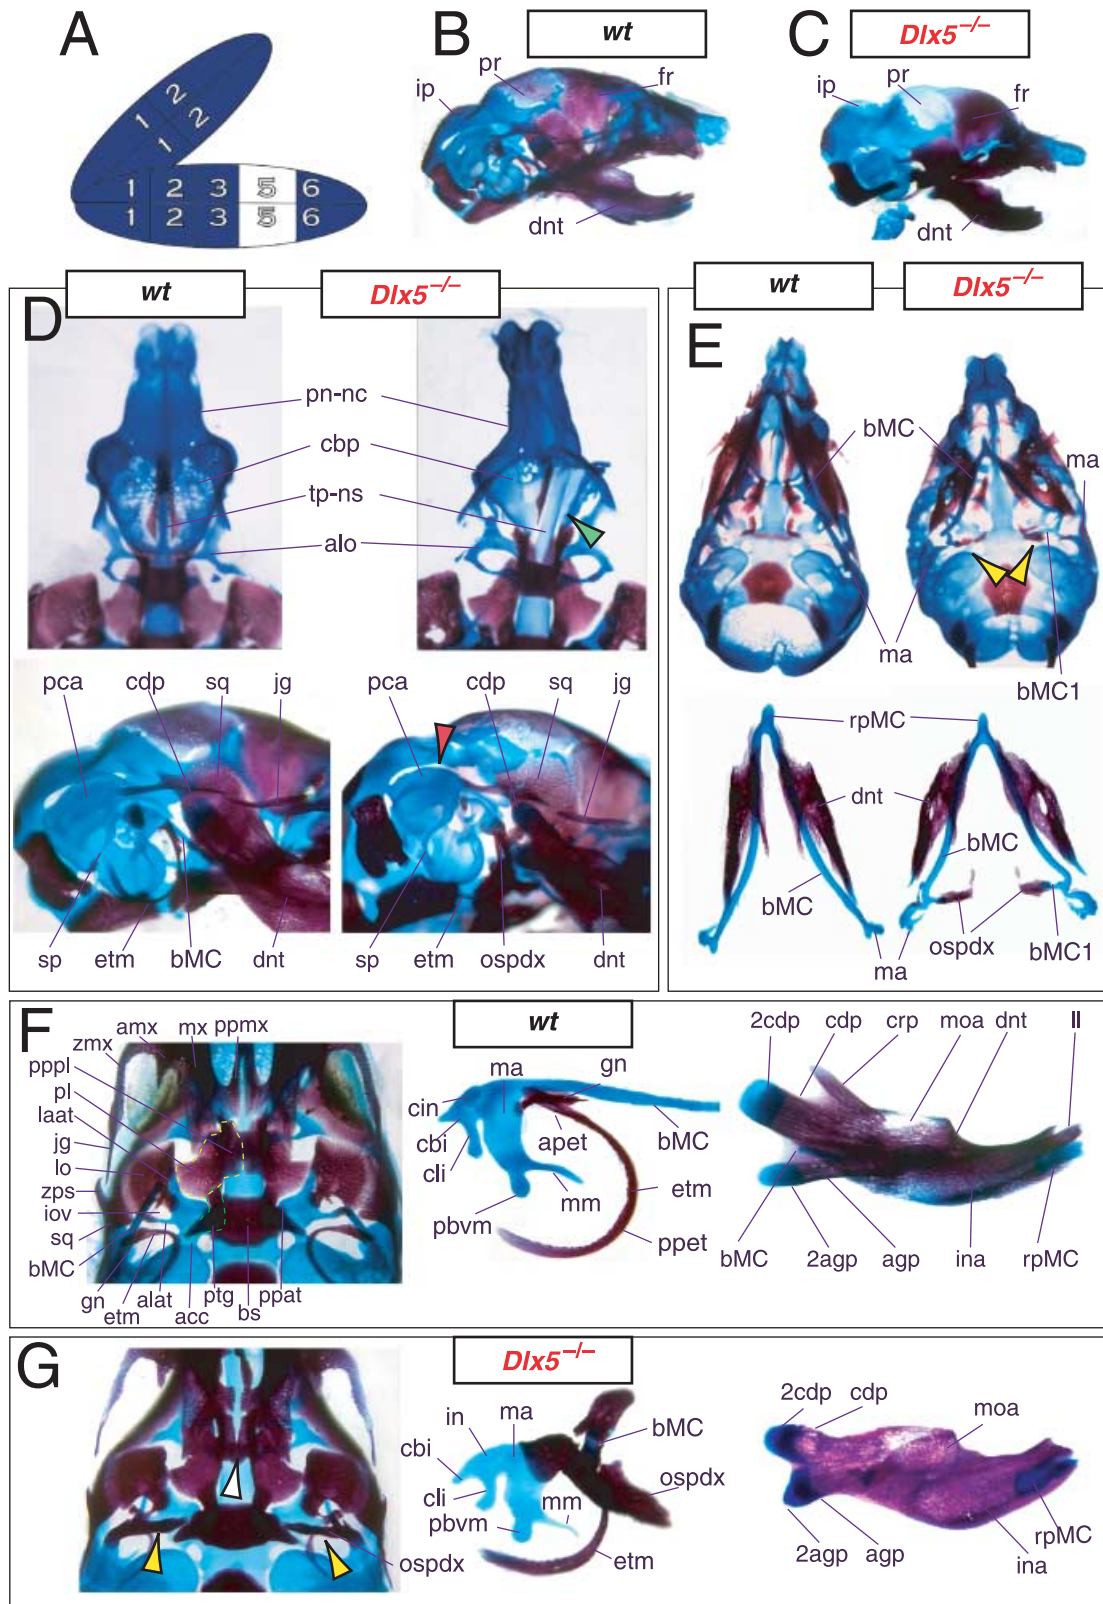 A
2
1 2
1
1 2 3 5 6
1 2 3 5 6
B
wt
pr
ip
fr
dnt
C
Dlx5−/−
pr
ip
fr
dnt
D
wt
Dlx5−/−
pn-nc
cbp
tp-ns
alo
pca cdp sq jg
pca cdp sq jg
sp etm bMC dnt
sp etm ospdx dnt
E
wt
Dlx5−/−
bMC
ma
ma
bMC1
rpMC
dnt
bMC
bMC
ospdx
bMC1
ma
F
wt
amx mx ppmx
zmx
pppl
pl
laat
jg
lo
zps
iov
sq
bMC
gn
etm
alat
acc
ptg
bs
ppat
ma
gn
cin
cbi
cli
apet
bMC
mm
etm
pbvm
ppet
2cdp cdp crp moa dnt II
bMC 2agp agp ina rpMC
G
Dlx5−/−
ospdx
in
ma
bMC
cbi
cli
mm
ospdx
pbvm
etm
2cdp cdp
moa
rpMC
2agp agp
ina